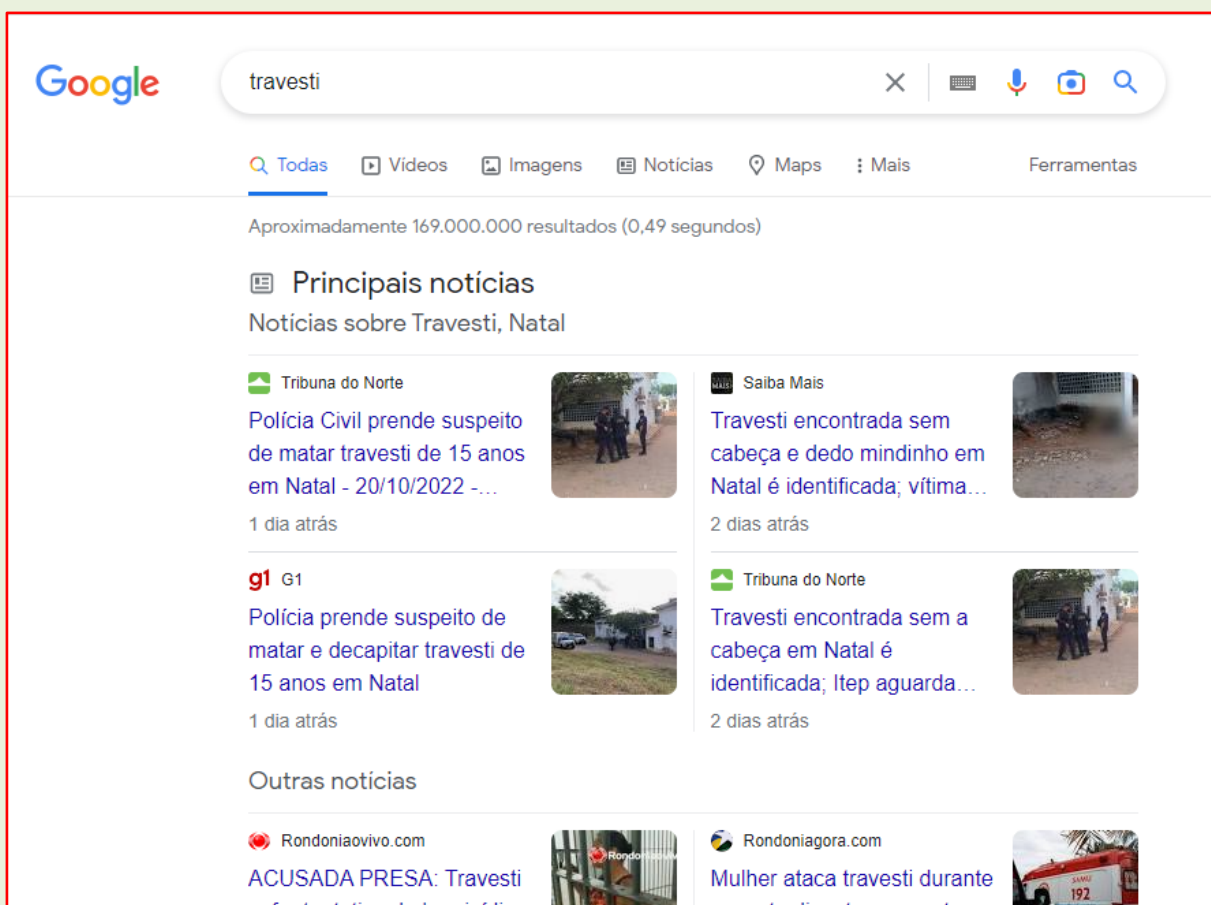 Google
travesti
Todas
Vídeos
Imagens
Notícias
Maps
Mais
Ferramentas
Aproximadamente 169.000.000 resultados (0,49 segundos)
Principais notícias
Notícias sobre Travesti, Natal
Tribuna do Norte
Polícia Civil prende suspeito
de matar travesti de 15 anos
em Natal - 20/10/2022 -...
1 dia atrás
MAIS
Saiba Mais
Travesti encontrada sem
cabeça e dedo mindinho em
Natal é identificada; vítima...
2 dias atrás
g1 G1
Polícia prende suspeito de
matar e decapitar travesti de
15 anos em Natal
1 dia atrás
Tribuna do Norte
Travesti encontrada sem a
cabeça em Natal é
identificada; Itep aguarda...
2 dias atrás
Outras notícias
Rondoniaovivo.com
ACUSADA PRESA: Travesti
Rondoniaovivo
Rondoniagora.com
Mulher ataca travesti durante
SAMU
192